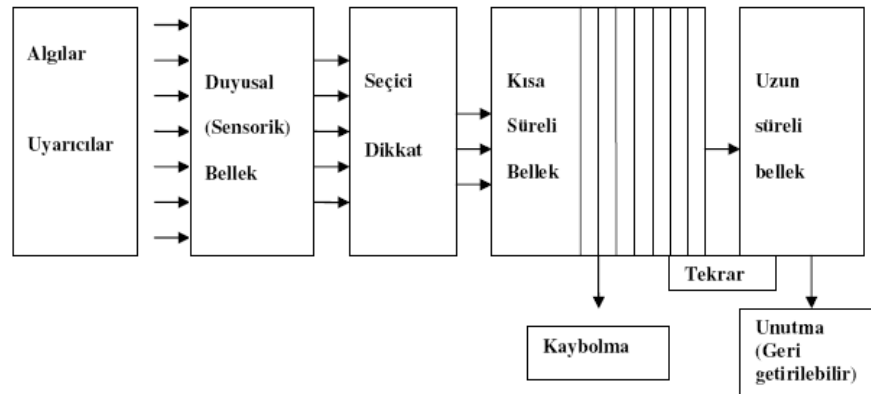 Algılar
Uyarıcılar
Duyusal
(Sensorik)
Bellek
Seçici
Dikkat
Kısa
Süreli
Bellek
Uzun
süreli
bellek
Tekrar
Kaybolma
Unutma
(Geri
getirilebilir)